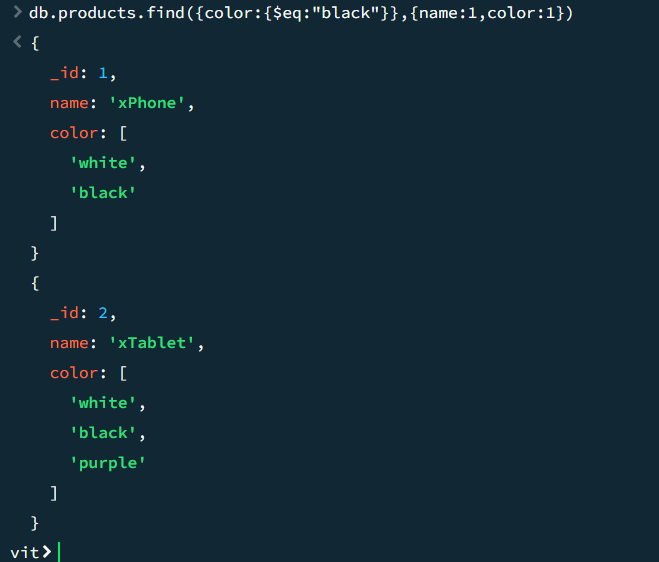 > db.products.find({color:{$eq:"black"}},{name:1,color:1})
< {
_id: 1,
name: 'xPhone',
color: [
'white',
'black'
]
}
{
_id: 2,
name: 'xTablet',
color: [
'white',
'black',
'purple'
]
}
vit>